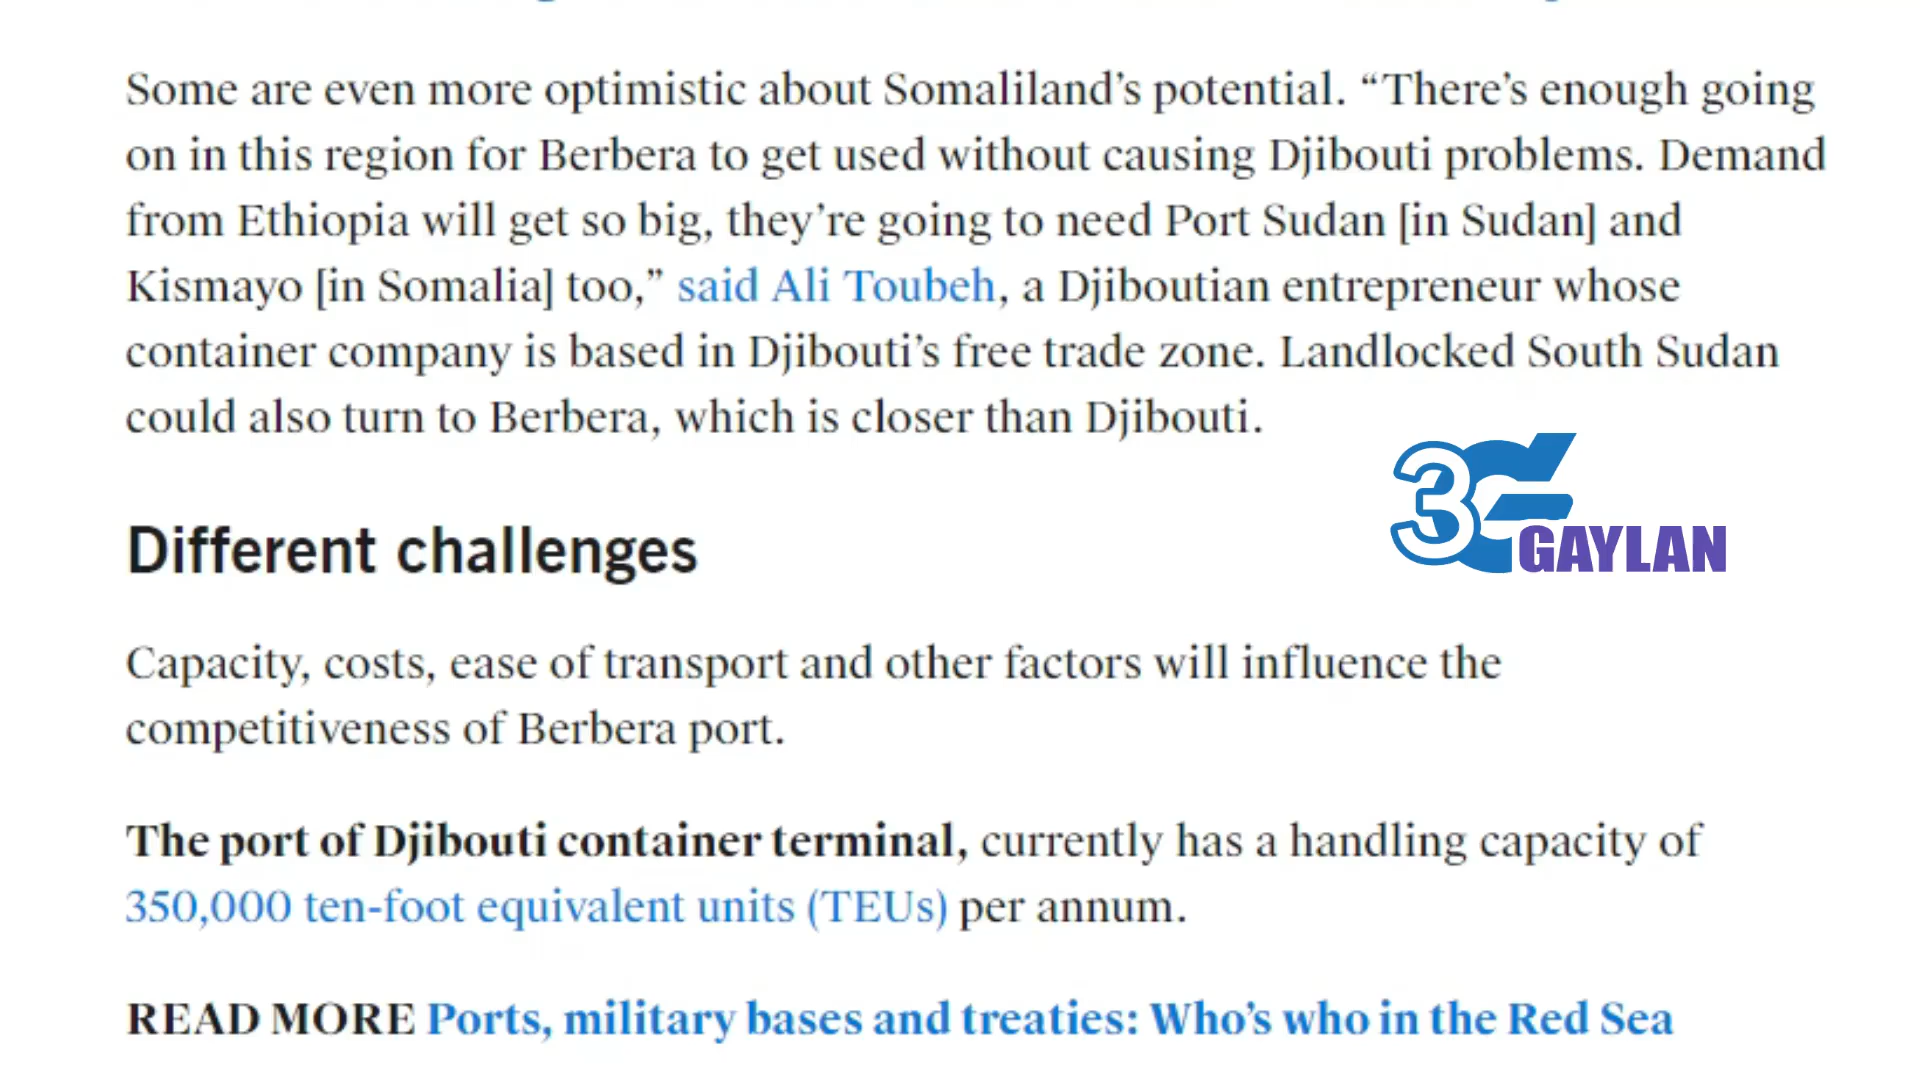 Some are even more optimistic about Somaliland’s potential. “There’s enough going
on in this region for Berbera to get used without causing Djibouti problems. Demand
from Ethiopia will get so big, they’re going to need Port Sudan [in Sudan] and
Kismayo [in Somalia] too,” said Ali Toubeh, a Djiboutian entrepreneur whose
container company is based in Djibouti’s free trade zone. Landlocked South Sudan
could also turn to Berbera, which is closer than Djibouti.
3G GAYLAN
Different challenges
Capacity, costs, ease of transport and other factors will influence the
competitiveness of Berbera port.
The port of Djibouti container terminal, currently has a handling capacity of
350,000 ten-foot equivalent units (TEUs) per annum.
READ MORE Ports, military bases and treaties: Who’s who in the Red Sea